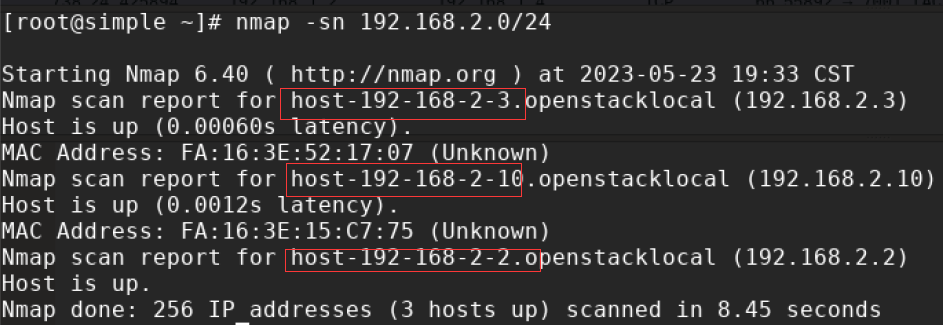 [root@simple ~]# nmap -sn 192.168.2.0/24
Starting Nmap 6.40 ( http://nmap.org ) at 2023-05-23 19:33 CST
Nmap scan report for host-192-168-2-3.openstacklocal (192.168.2.3)
Host is up (0.00060s latency).
MAC Address: FA:16:3E:52:17:07 (Unknown)
Nmap scan report for host-192-168-2-10.openstacklocal (192.168.2.10)
Host is up (0.0012s latency).
MAC Address: FA:16:3E:15:C7:75 (Unknown)
Nmap scan report for host-192-168-2-2.openstacklocal (192.168.2.2)
Host is up.
Nmap done: 256 IP addresses (3 hosts up) scanned in 8.45 seconds